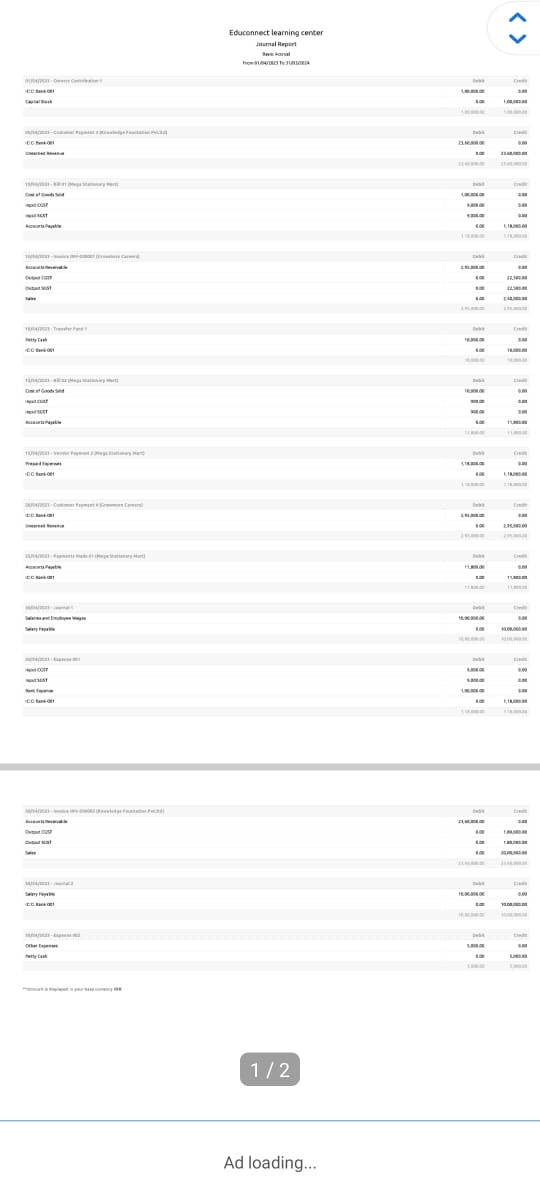 Educonnect learning center
Journal Report
Basis: Accrual
From 01/04/2023 To 31/03/2024
01/04/2023 - Owners Contribution 1 Debit Credit
ICICI Bank-001 1,00,000.00 0.00
Capital Stock 0.00 1,00,000.00
1,00,000.00 1,00,000.00
- Customer Payment (Knowledge Foundation Pvt.ltd) Debit Credit
ICICI Bank-001 23,60,000.00 0.00
Unearned Revenue 0.00 23,60,000.00
23,60,000.00 23,60,000.00
10/04/2023 - Bill 01 (Mega Stationary Mart) Debit Credit
Cost of Goods Sold 1,00,000.00 0.00
Input CGST 9,000.00 0.00
Input SGST 9,000.00 0.00
Accounts Payable 0.00 1,18,000.00
1,18,000.00 1,18,000.00
10/04/2023 - Invoice INV-000001 (Growmore Careers) Debit Credit
Accounts Receivable 2,95,000.00 0.00
Output CGST 0.00 22,500.00
Output SGST 0.00 22,500.00
Sales 0.00 2,50,000.00
2,95,000.00 2,95,000.00
- Transfer Fund 1 Debit Credit
Petty Cash 10,000.00 0.00
ICICI Bank-001 0.00 10,000.00
10,000.00 10,000.00
- Bill 02 (Mega Stationary Mart) Debit Credit
Cost of Goods Sold 10,000.00 0.00
Input CGST 900.00 0.00
Input SGST 900.00 0.00
Accounts Payable 0.00 11,800.00
11,800.00 11,800.00
- Vendor Payment 2 (Mega Stationary Mart) Debit Credit
Prepaid Expenses 1,18,000.00 0.00
ICICI Bank-001 0.00 1,18,000.00
1,18,000.00 1,18,000.00
- Customer Payment 4 (Growmore Careers) Debit Credit
ICICI Bank-001 2,95,000.00 0.00
Unearned Revenue 0.00 2,95,000.00
2,95,000.00 2,95,000.00
- Payments Made 01 (Mega Stationary Mart) Debit Credit
Accounts Payable 11,800.00 0.00
ICICI Bank-001 0.00 11,800.00
11,800.00 11,800.00
30/04/2023 - Journal 1 Debit Credit
Salaries and Employee Wages 10,00,000.00 0.00
Salary Payable 0.00 10,00,000.00
10,00,000.00 10,00,000.00
30/04/2023 - Expense 001 Debit Credit
Input CGST 9,000.00 0.00
Input SGST 9,000.00 0.00
Rent Expense 1,00,000.00 0.00
ICICI Bank-001 0.00 1,18,000.00
1,18,000.00 1,18,000.00
30/04/2023 - Invoice INV-000002 (Knowledge Foundation Pvt.ltd) Debit Credit
Accounts Receivable 23,60,000.00 0.00
Output CGST 0.00 1,80,000.00
Output SGST 0.00 1,80,000.00
Sales 0.00 20,00,000.00
23,60,000.00 23,60,000.00
30/04/2023 - Journal 2 Debit Credit
Salary Payable 10,00,000.00 0.00
ICICI Bank-001 0.00 10,00,000.00
10,00,000.00 10,00,000.00
30/04/2023 - Expense 002 Debit Credit
Other Expenses 5,000.00 0.00
Petty Cash 0.00 5,000.00
5,000.00 5,000.00
**Amount is displayed in your base currency INR
1 / 2
Ad loading...